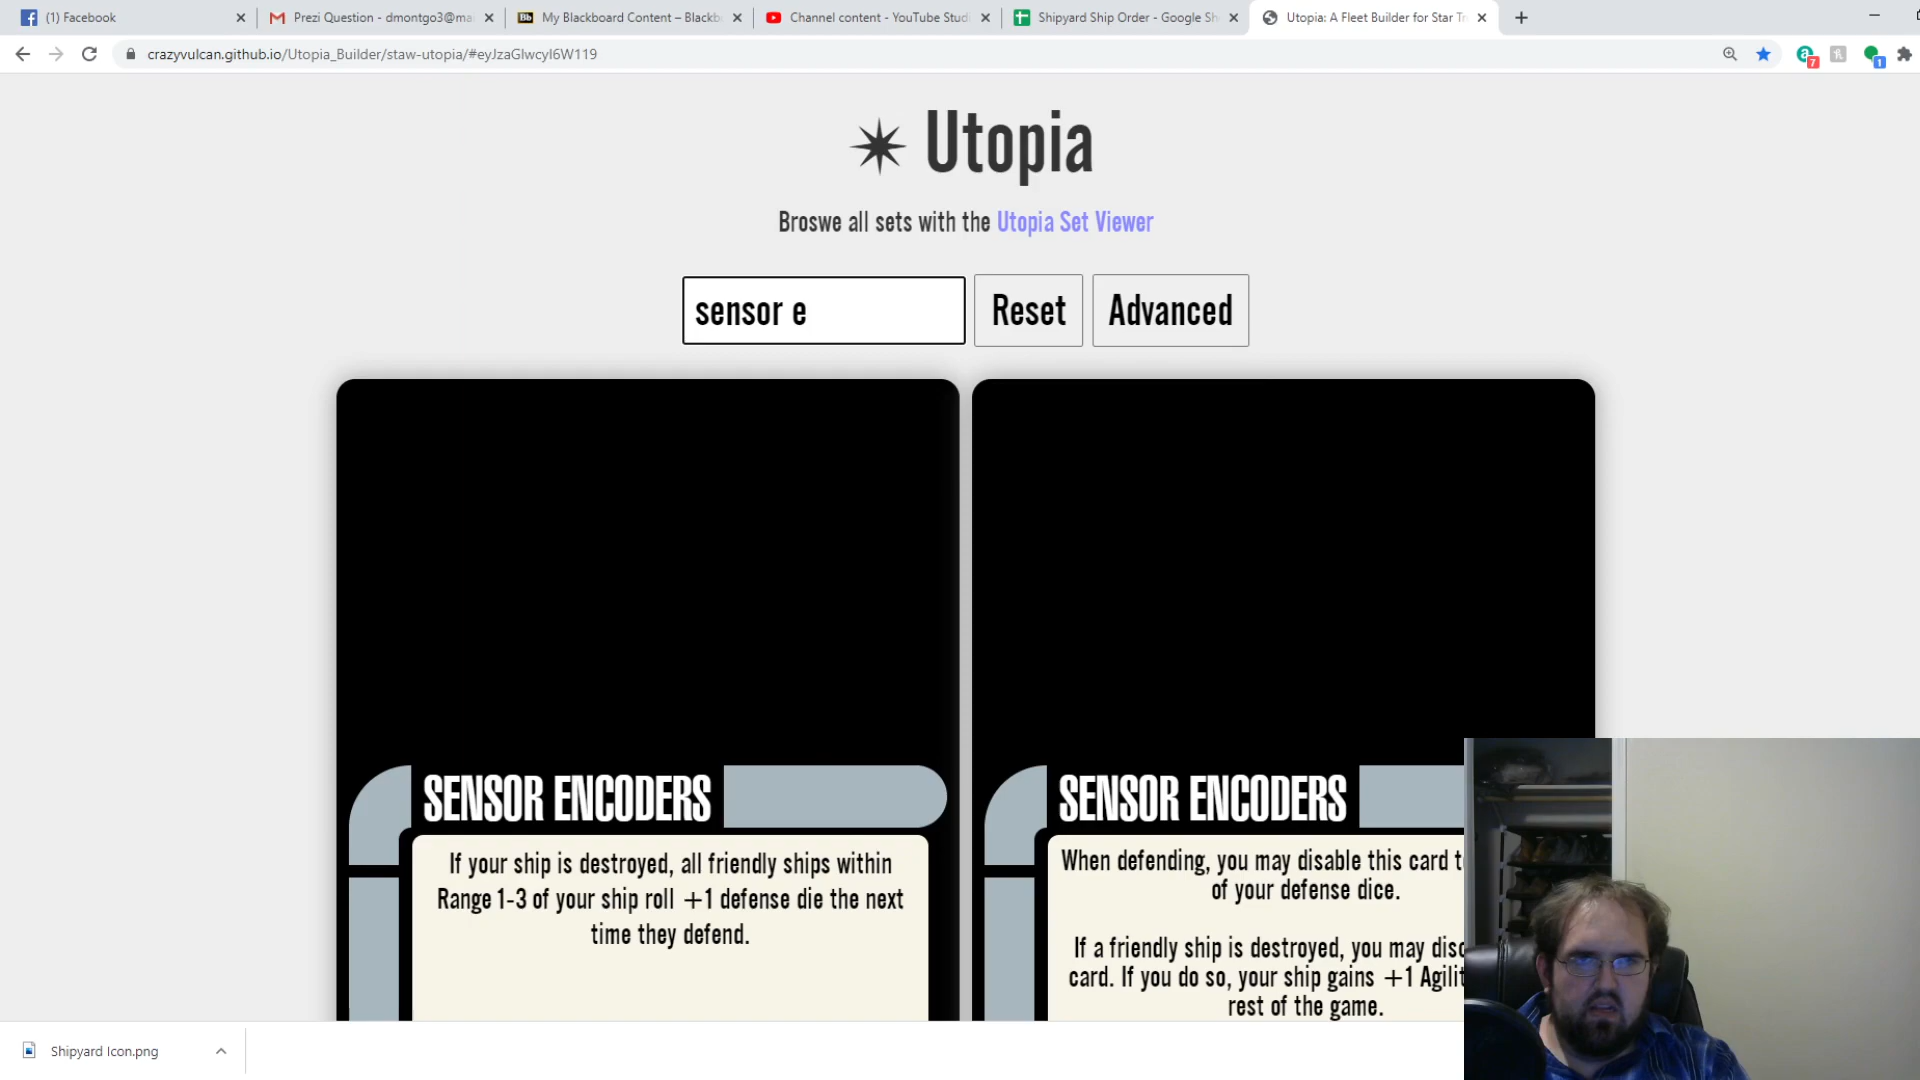 (1) Facebook
Prezi Question - dmontgo3@ma
Bb My Blackboard Content – Blackb
Channel content - YouTube Studi
Shipyard Ship Order - Google She
Utopia: A Fleet Builder for Star Tr
crazyvulcan.github.io/Utopia_Builder/staw-utopia/#eyJzaGlwcyI6W119
7
1
Utopia
Broswe all sets with the Utopia Set Viewer
sensor e
Reset
Advanced
SENSOR ENCODERS
If your ship is destroyed, all friendly ships within
Range 1-3 of your ship roll +1 defense die the next
time they defend.
SENSOR ENCODERS
When defending, you may disable this card t
of your defense dice.
If a friendly ship is destroyed, you may disc
card. If you do so, your ship gains +1 Agilit
rest of the game.
Shipyard Icon.png